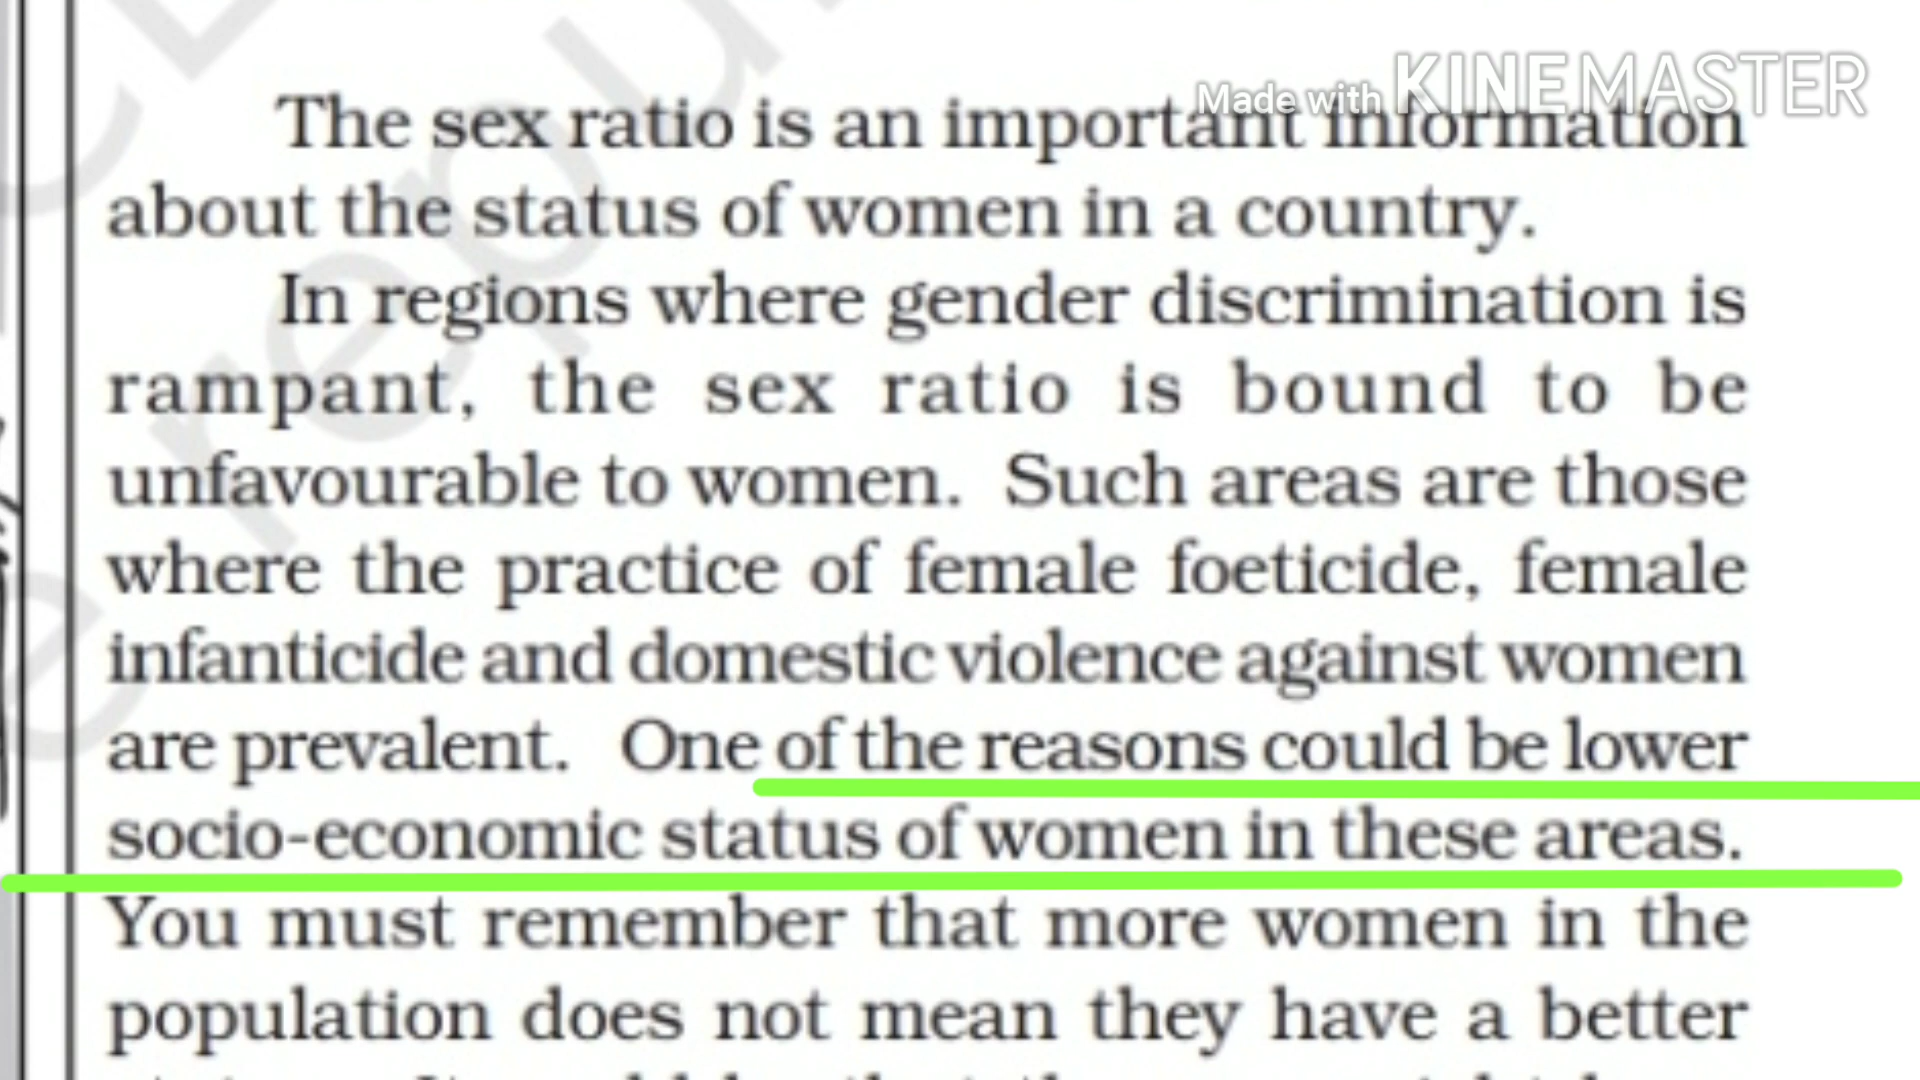 Made with KINEMASTER
The sex ratio is an important information
about the status of women in a country.
In regions where gender discrimination is
rampant, the sex ratio is bound to be
unfavourable to women. Such areas are those
where the practice of female foeticide, female
infanticide and domestic violence against women
are prevalent. One of the reasons could be lower
socio-economic status of women in these areas.
You must remember that more women in the
population does not mean they have a better